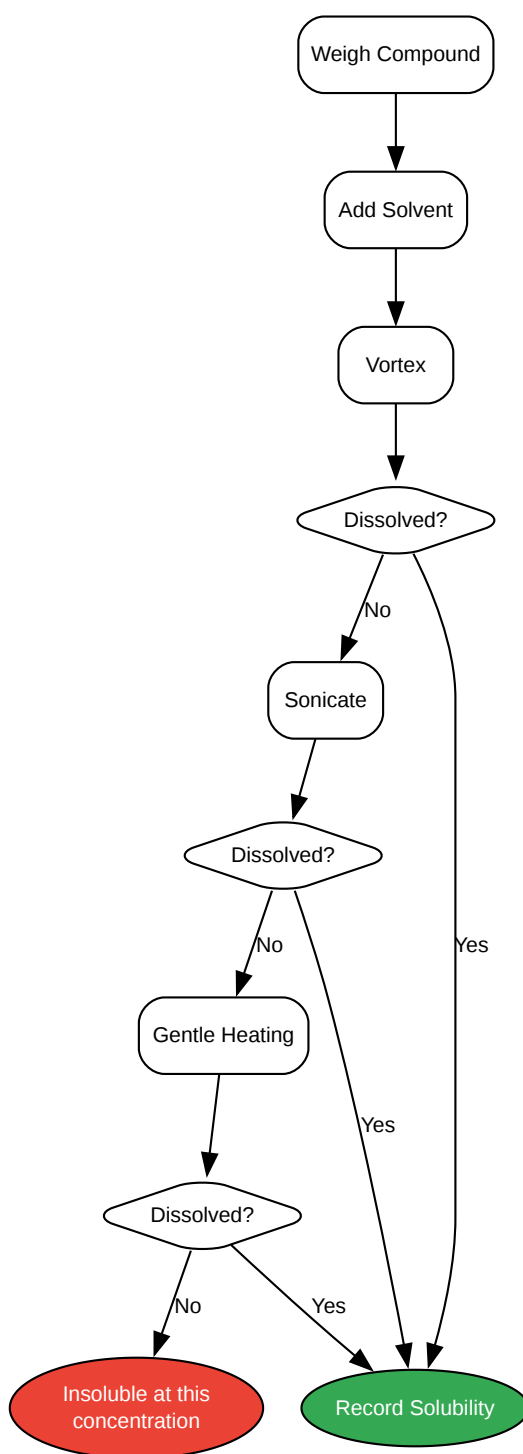 Weigh Compound
Add Solvent
Vortex
Dissolved?
No
Sonicate
Dissolved?
No
Yes
Gentle Heating
Yes
Dissolved?
No
Yes
Insoluble at this
concentration
Record Solubility